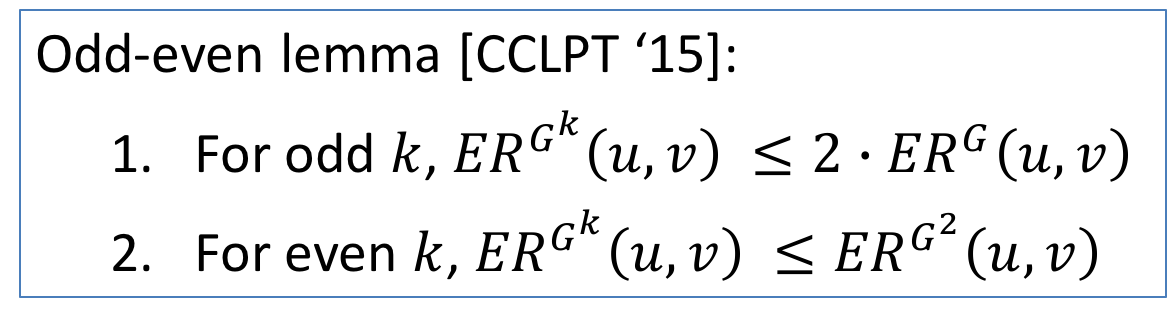 Odd-even lemma [CCLPT ‘15]:
1. For odd k, ER^{G^k}(u, v) ≤ 2 · ER^G(u, v)
2. For even k, ER^{G^k}(u, v) ≤ ER^{G^2}(u, v)